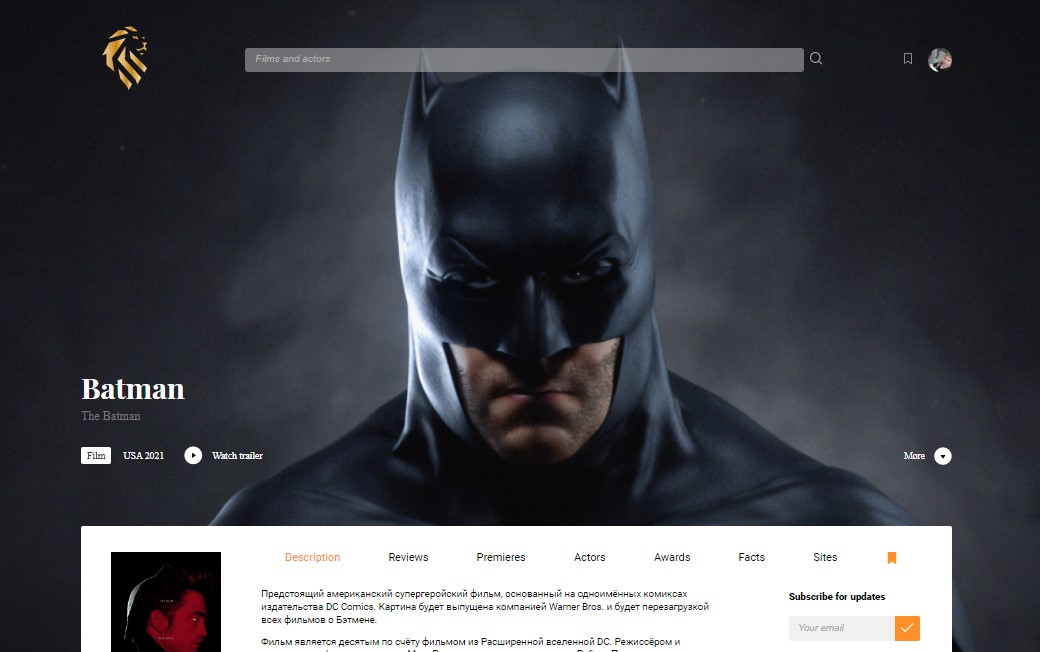 Films and actors
Batman
The Batman
Film USA 2021 Watch trailer More
Description Reviews Premieres Actors Awards Facts Sites
Предстоящий американский супергеройский фильм, основанный на одноимённых комиксах
издательства DC Comics. Картина будет выпущена компанией Warner Bros. и будет перезагрузкой
всех фильмов о Бэтмене.
Фильм является десятым по счёту фильмом из Расширенной вселенной DC. Режиссёром и
Subscribe for updates
Your email